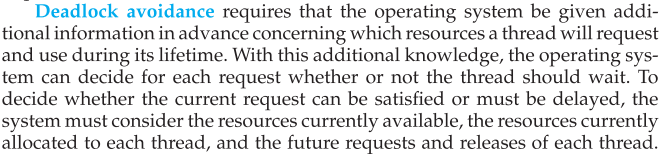 Deadlock avoidance requires that the operating system be given addi-
tional information in advance concerning which resources a thread will request
and use during its lifetime. With this additional knowledge, the operating sys-
tem can decide for each request whether or not the thread should wait. To
decide whether the current request can be satisfied or must be delayed, the
system must consider the resources currently available, the resources currently
allocated to each thread, and the future requests and releases of each thread.